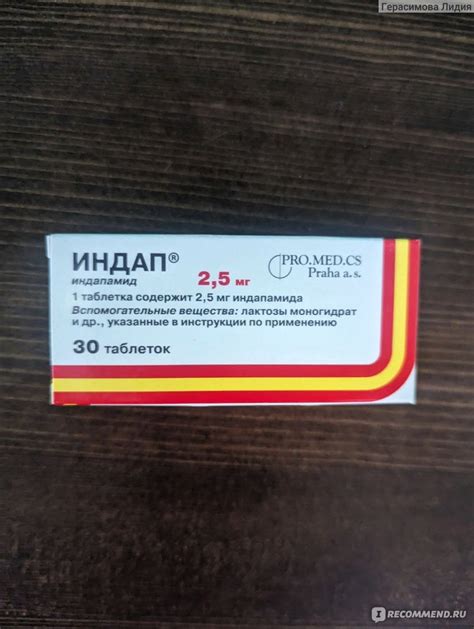 Герасимова Лидия
ИНДАП®
индапамид
2,5 мг
PRO.MED.CS
Praha a.s.
1 таблетка содержит 2,5 мг индапамида
Вспомогательные вещества: лактозы моногидрат
и др., указанные в инструкции по применению
30 таблеток
IRECOMMEND.RU